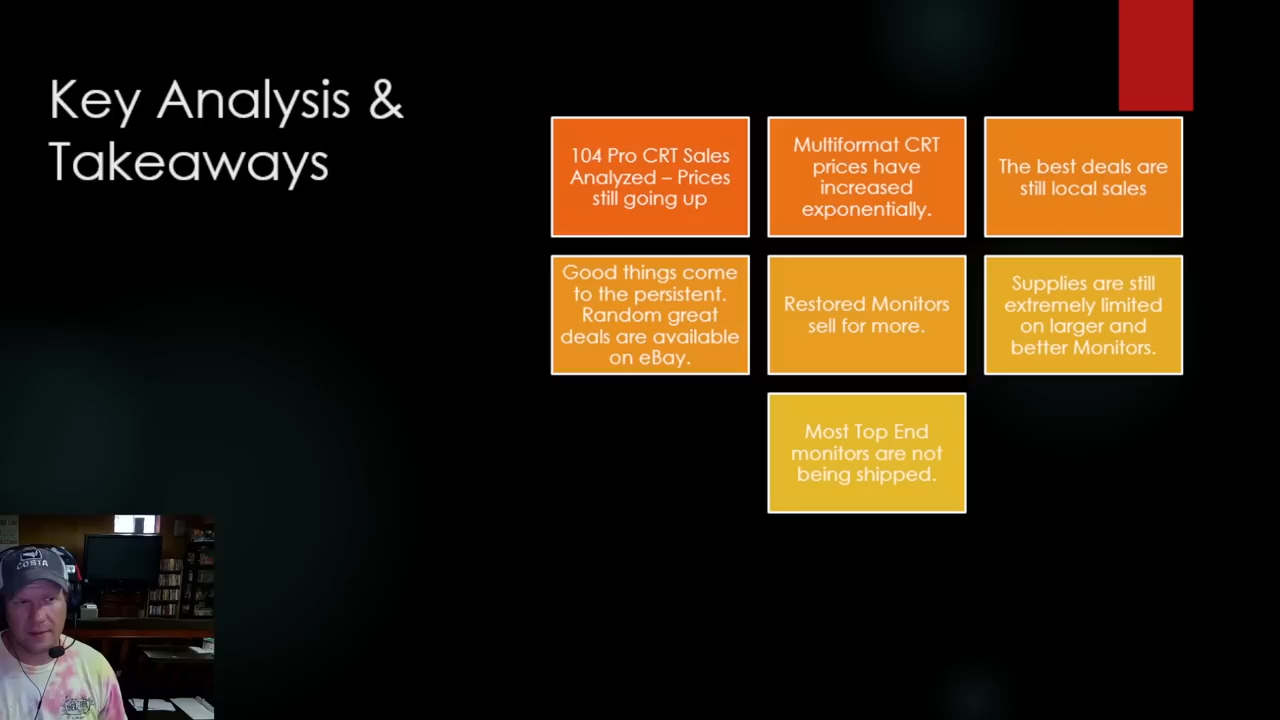 Key Analysis &
Takeaways
104 Pro CRT Sales
Analyzed – Prices
still going up
Multiformat CRT
prices have
increased
exponentially.
The best deals are
still local sales
Good things come
to the persistent.
Random great
deals are available
on eBay.
Restored Monitors
sell for more.
Supplies are still
extremely limited
on larger and
better Monitors.
Most Top End
monitors are not
being shipped.
COSTA